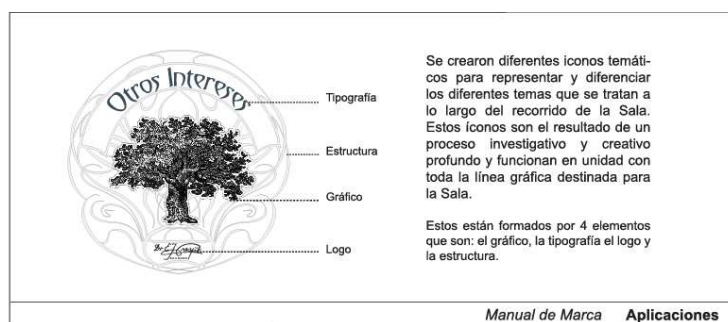 Otros Intereses
Tipografía
Estructura
Gráfico
Logo
Se crearon diferentes iconos temáti-
cos para representar y diferenciar
los diferentes temas que se tratan a
lo largo del recorrido de la Sala.
Estos íconos son el resultado de un
proceso investigativo y creativo
profundo y funcionan en unidad con
toda la línea gráfica destinada para
la Sala.
Estos están formados por 4 elementos
que son: el gráfico, la tipografía el logo y
la estructura.
Manual de Marca Aplicaciones